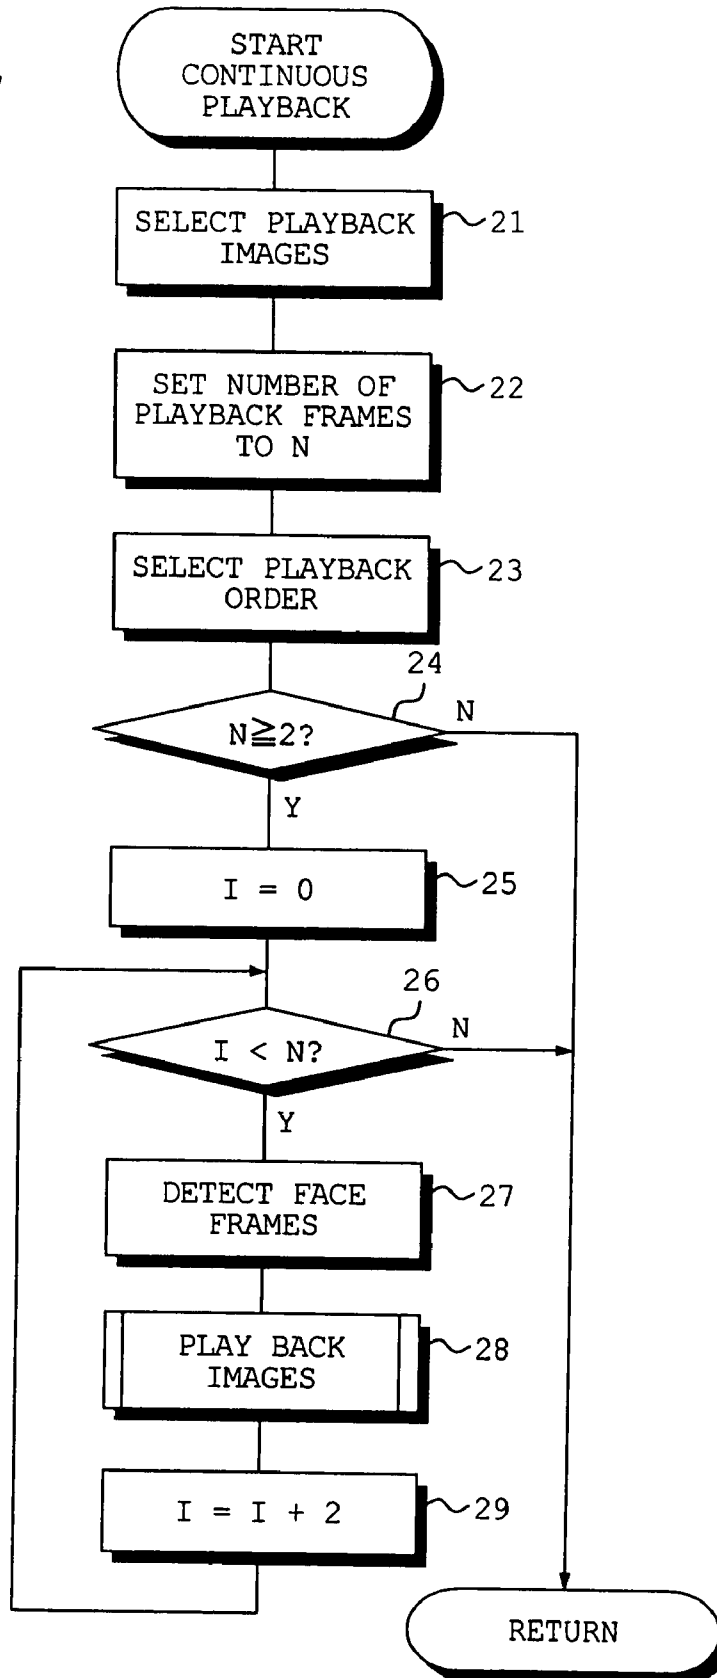 START
CONTINUOUS
PLAYBACK
SELECT PLAYBACK
IMAGES
21
SET NUMBER OF
PLAYBACK FRAMES
TO N
22
SELECT PLAYBACK
ORDER
23
24
N≧2?
N
Y
I = 0
25
26
I < N?
N
Y
DETECT FACE
FRAMES
27
PLAY BACK
IMAGES
28
I = I + 2
29
RETURN